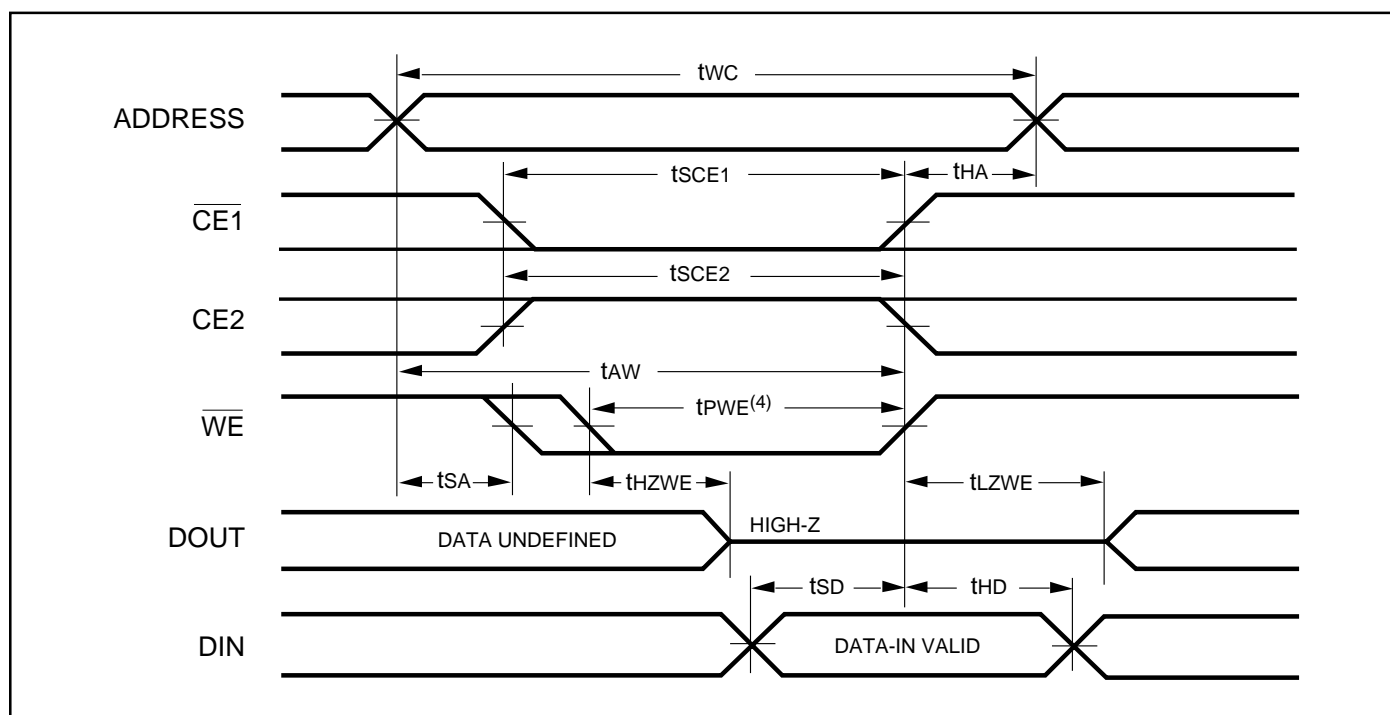 tWC
ADDRESS
tSCE1
tHA
CE1
tSCE2
CE2
tAW
tPWE(4)
WE
tSA
tHZWE
tLZWE
HIGH-Z
DOUT
DATA UNDEFINED
tSD
tHD
DIN
DATA-IN VALID